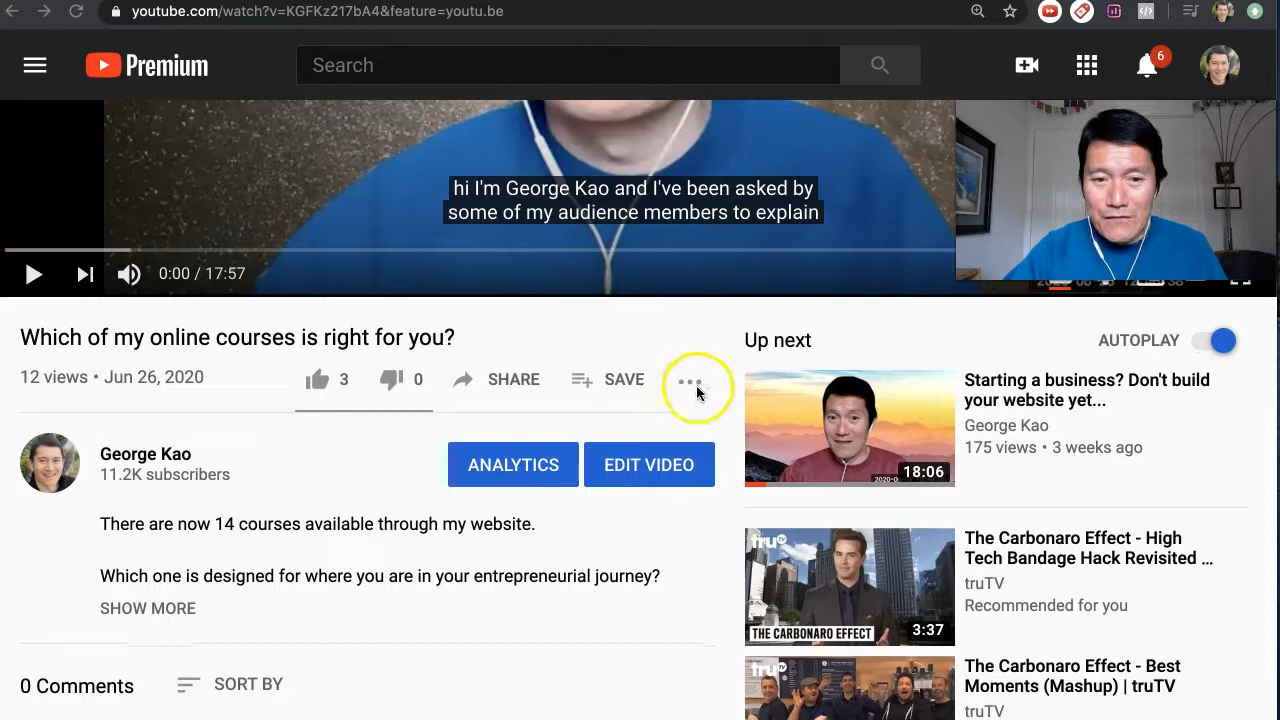 youtube.com/watch?v=KGFKz217bA4&feature=youtu.be
Premium
Search
6
hi I'm George Kao and I've been asked by
some of my audience members to explain
0:00 / 17:57
Which of my online courses is right for you?
12 views • Jun 26, 2020
3
0
SHARE
SAVE
George Kao
11.2K subscribers
ANALYTICS
EDIT VIDEO
There are now 14 courses available through my website.
Which one is designed for where you are in your entrepreneurial journey?
SHOW MORE
0 Comments
SORT BY
Up next
AUTOPLAY
18:06
Starting a business? Don't build
your website yet...
George Kao
175 views • 3 weeks ago
truTV
THE CARBONARO EFFECT
3:37
The Carbonaro Effect - High
Tech Bandage Hack Revisited ...
truTV
Recommended for you
truTV
The Carbonaro Effect - Best
Moments (Mashup) | truTV
truTV